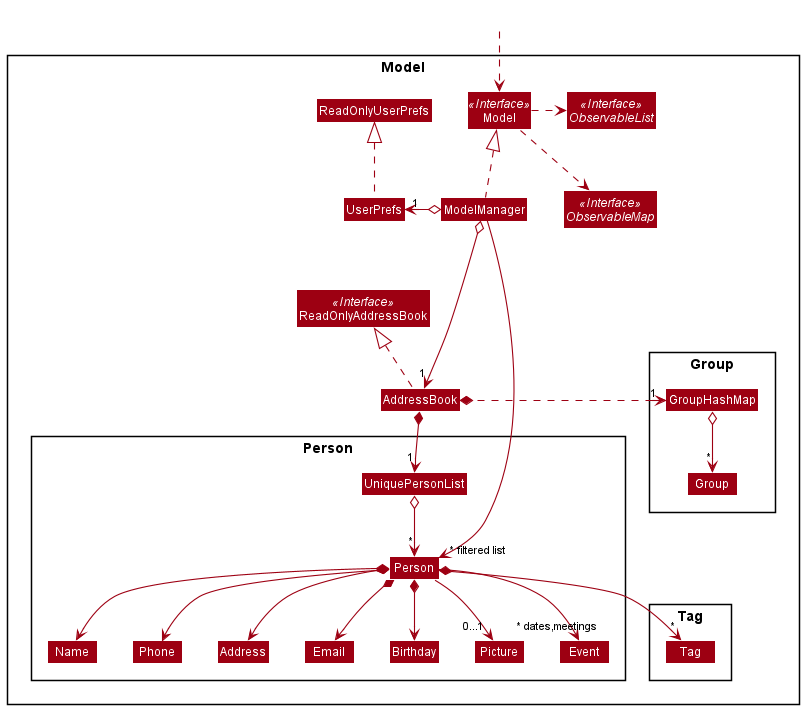 Model
ReadOnlyUserPrefs
«Interface»
Model
«Interface»
ObservableList
UserPrefs
1
ModelManager
«Interface»
ObservableMap
«Interface»
ReadOnlyAddressBook
Group
1
AddressBook
1
GroupHashMap
Person
1
*
UniquePersonList
Group
*
* filtered list
Person
Tag
0...1
* dates,meetings
*
Name
Phone
Address
Email
Birthday
Picture
Event
Tag